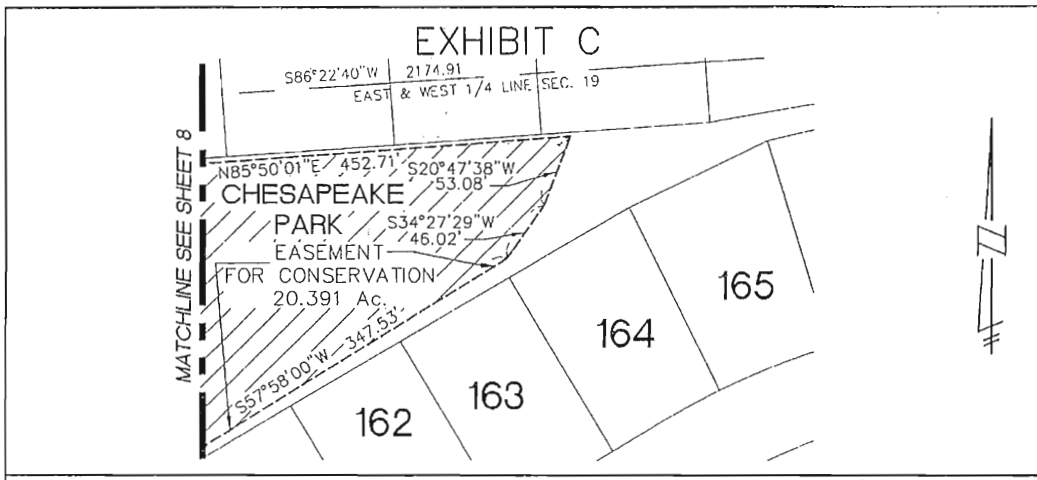 EXHIBIT C
S86°22'40"W 2174.91
EAST & WEST 1/4 LINE SEC. 19
MATCHLINE SEE SHEET 8
N85°50'01"E 452.71'
S20°47'38"W
53.08'
CHESAPEAKE
PARK
S34°27'29"W
46.02'
EASEMENT
FOR CONSERVATION
20.391 Ac.
S57°58'00"W 347.53'
162
163
164
165
N